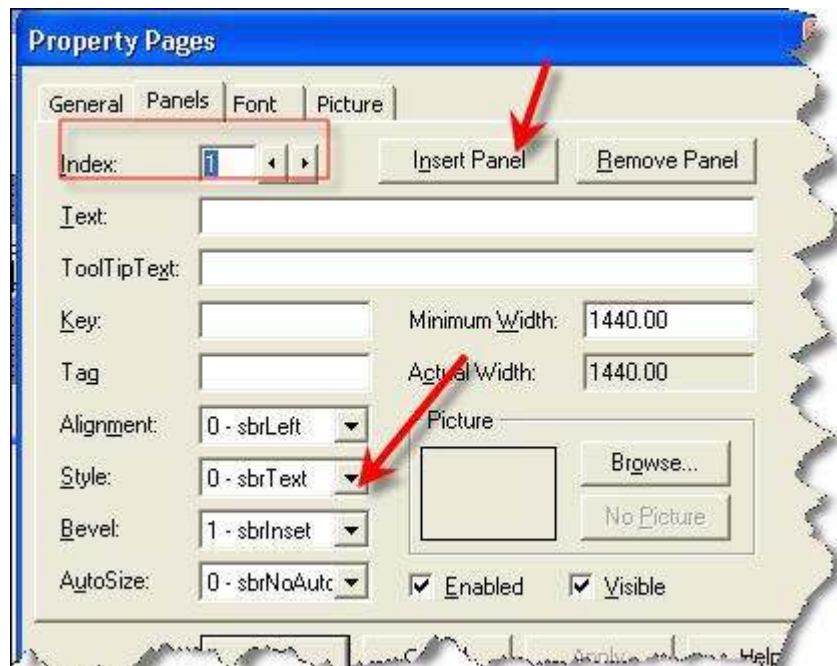 Property Pages
General Panels Font Picture
Index: 1 Insert Panel Remove Panel
Text:
ToolTipText:
Key: Minimum Width: 1440.00
Tag Actual Width: 1440.00
Alignment: 0 - sbrLeft Picture
Style: 0 - sbrText Browse...
Bevel: 1 - sbrInset No Picture
AutoSize: 0 - sbrNoAutc Enabled Visible
Apply Help